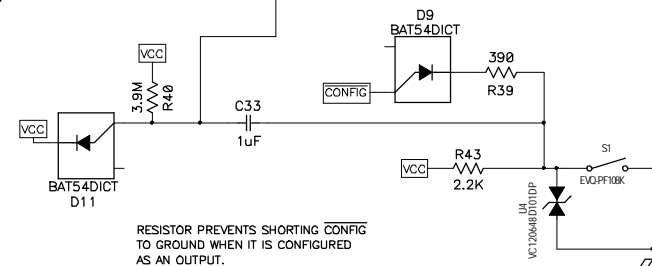 D9
BAT54DICT
VCC
390
3.9M
R40
CONFIG
R39
C33
VCC
1uF
R43
S1
VCC
2.2K
EVQ-PF108K
BAT54DICT
D11
U4
VC120648D101DP
RESISTOR PREVENTS SHORTING CONFIG
TO GROUND WHEN IT IS CONFIGURED
AS AN OUTPUT.